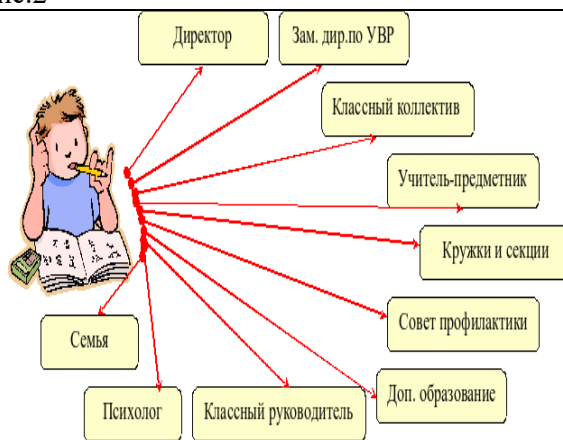 Директор
Зам. дир.по УВР
Классный коллектив
Учитель-предметник
Кружки и секции
Совет профилактики
Доп. образование
Классный руководитель
Психолог
Семья